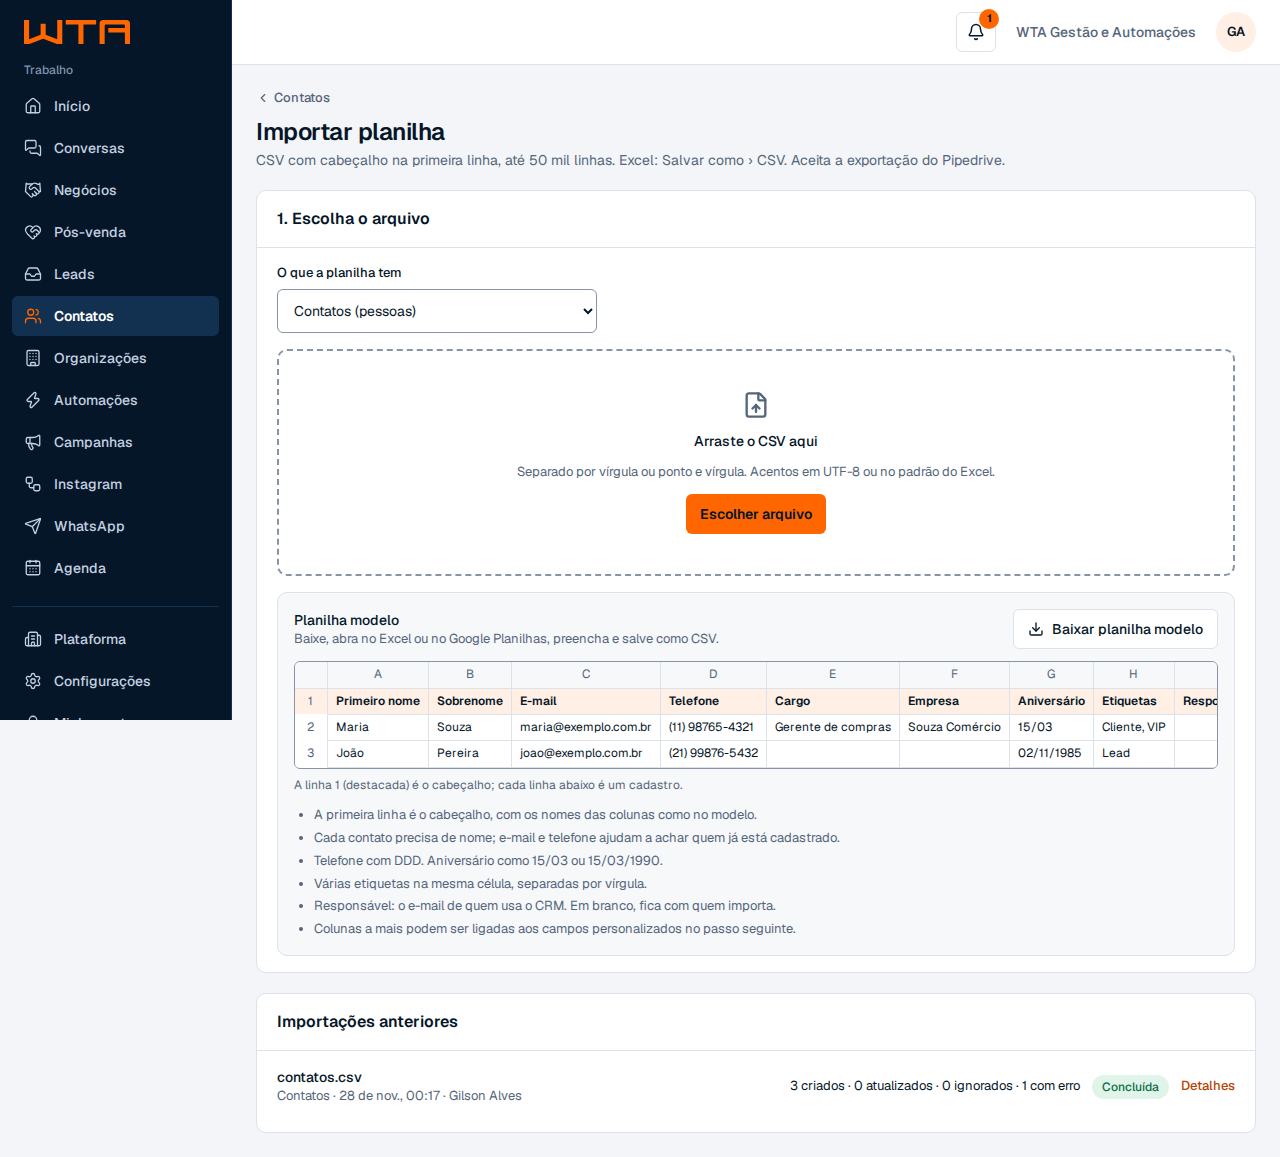 WTA
Trabalho
Início
Conversas
Negócios
Pós-venda
Leads
Contatos
Organizações
Automações
Campanhas
Instagram
WhatsApp
Agenda
Plataforma
Configurações
1
WTA Gestão e Automações
GA
Contatos
Importar planilha
CSV com cabeçalho na primeira linha, até 50 mil linhas. Excel: Salvar como › CSV. Aceita a exportação do Pipedrive.
1. Escolha o arquivo
O que a planilha tem
Contatos (pessoas)
Arraste o CSV aqui
Separado por vírgula ou ponto e vírgula. Acentos em UTF-8 ou no padrão do Excel.
Escolher arquivo
Planilha modelo
Baixe, abra no Excel ou no Google Planilhas, preencha e salve como CSV.
Baixar planilha modelo
A B C D E F G H
1 Primeiro nome Sobrenome E-mail Telefone Cargo Empresa Aniversário Etiquetas Respo
2 Maria Souza maria@exemplo.com.br (11) 98765-4321 Gerente de compras Souza Comércio 15/03 Cliente, VIP
3 João Pereira joao@exemplo.com.br (21) 99876-5432 02/11/1985 Lead
A linha 1 (destacada) é o cabeçalho; cada linha abaixo é um cadastro.
• A primeira linha é o cabeçalho, com os nomes das colunas como no modelo.
• Cada contato precisa de nome; e-mail e telefone ajudam a achar quem já está cadastrado.
• Telefone com DDD. Aniversário como 15/03 ou 15/03/1990.
• Várias etiquetas na mesma célula, separadas por vírgula.
• Responsável: o e-mail de quem usa o CRM. Em branco, fica com quem importa.
• Colunas a mais podem ser ligadas aos campos personalizados no passo seguinte.
Importações anteriores
contatos.csv
Contatos · 28 de nov., 00:17 · Gilson Alves
3 criados · 0 atualizados · 0 ignorados · 1 com erro
Concluída
Detalhes